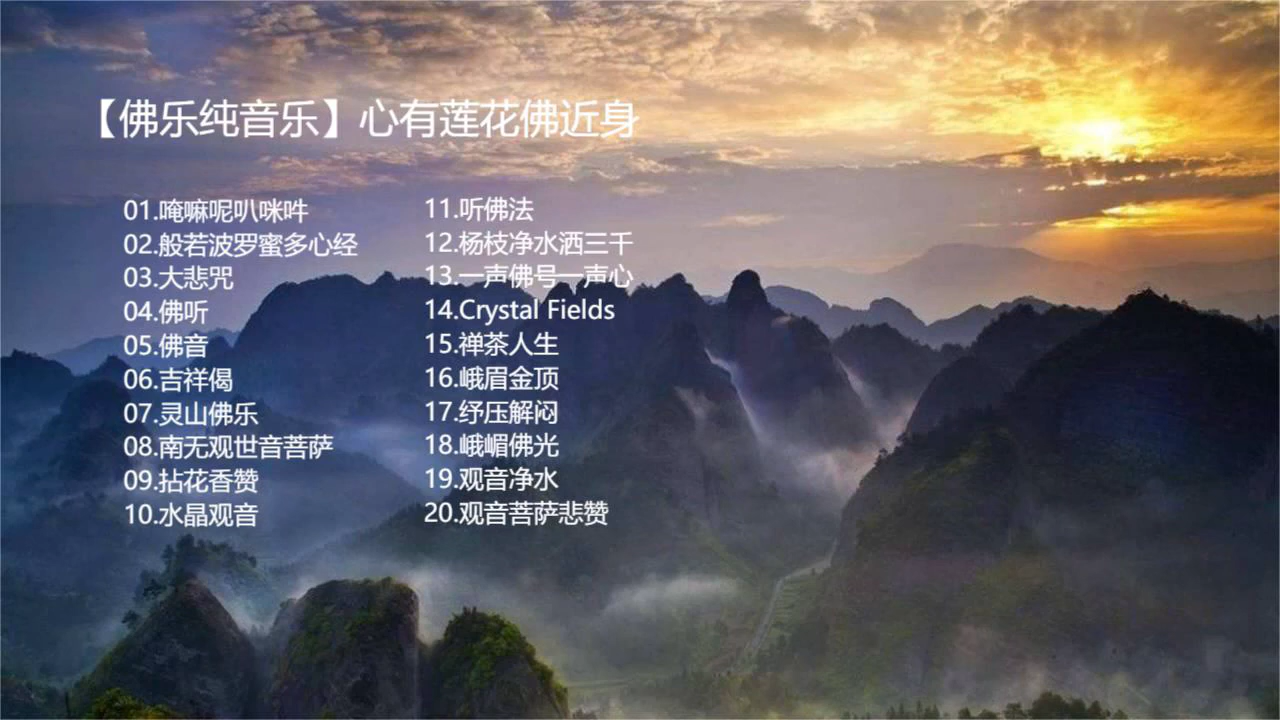 【佛乐纯音乐】心有莲花佛近身
01.唵嘛呢叭咪吽
02.般若波罗蜜多心经
03.大悲咒
04.佛听
05.佛音
06.吉祥偈
07.灵山佛乐
08.南无观世音菩萨
09.拈花香赞
10.水晶观音
11.听佛法
12.杨枝净水洒三千
13.一声佛号一声心
14.Crystal Fields
15.禅茶人生
16.峨眉金顶
17.纾压解闷
18.峨嵋佛光
19.观音净水
20.观音菩萨悲赞